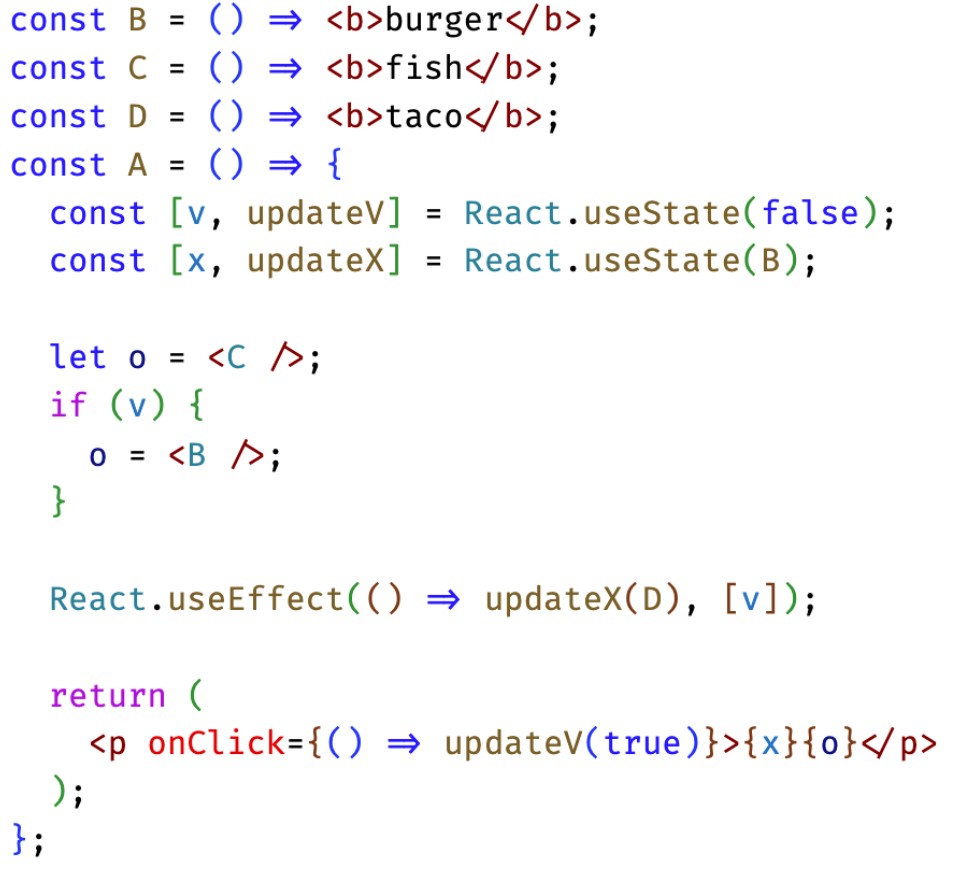 const B = () => <b>burger</b>;
const C = () => <b>fish</b>;
const D = () => <b>taco</b>;
const A = () => {
  const [v, updateV] = React.useState(false);
  const [x, updateX] = React.useState(B);

  let o = <C />;
  if (v) {
    o = <B />;
  }

  React.useEffect(() => updateX(D), [v]);

  return (
    <p onClick={() => updateV(true)}>{x}{o}</p>
  );
};